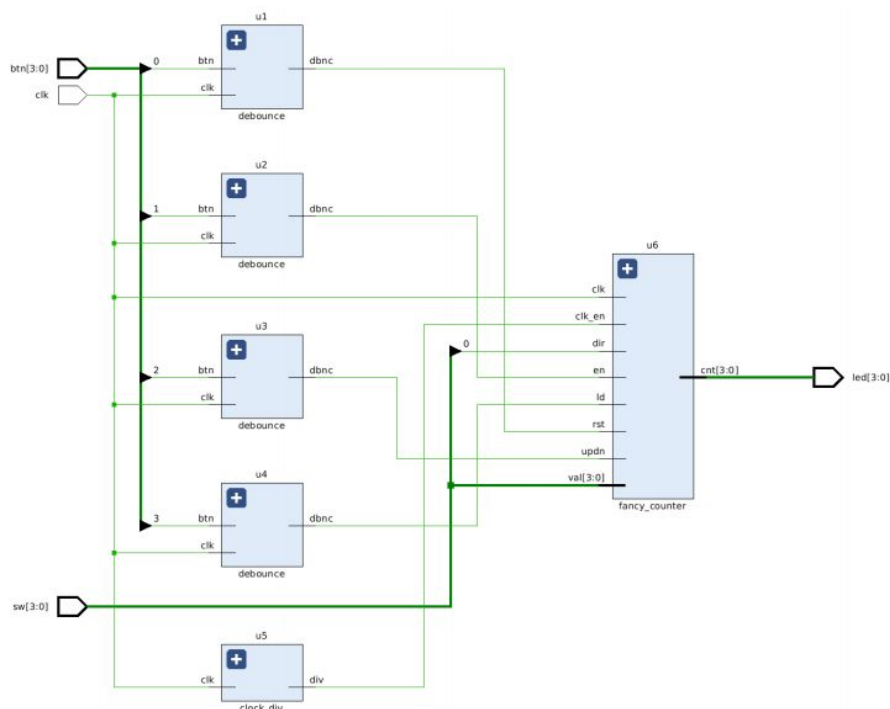 u1
btn[3:0]
0
btn
dbnc
clk
clk
debounce
u2
1
btn
dbnc
clk
debounce
u6
clk
clk_en
u3
0
dir
2
btn
dbnc
en
cnt[3:0]
led[3:0]
clk
ld
debounce
rst
updn
u4
val[3:0]
fancy_counter
3
btn
dbnc
clk
debounce
sw[3:0]
u5
clk
div
clock_div